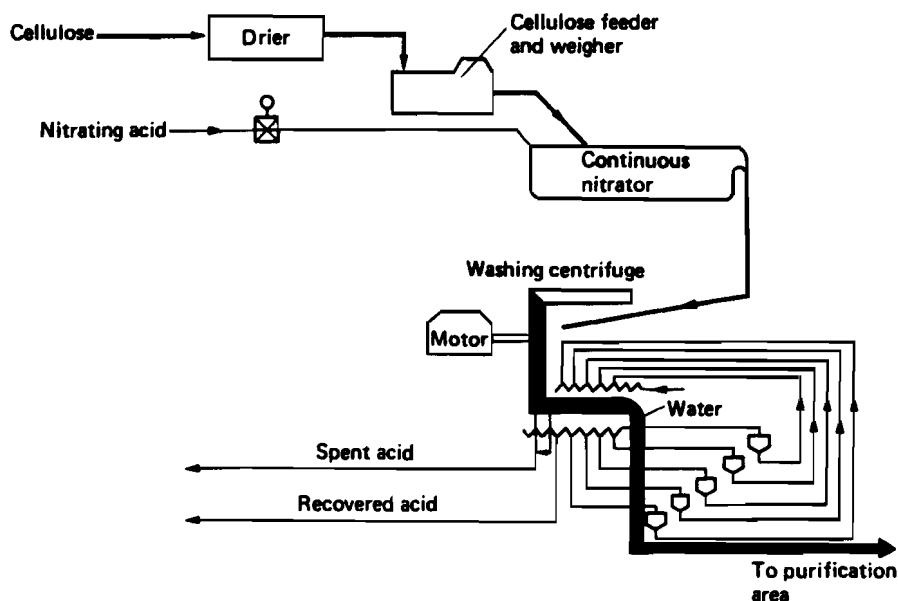 Cellulose
Drier
Cellulose feeder
and weigher
Nitrating acid
Continuous
nitrator
Washing centrifuge
Motor
Water
Spent acid
Recovered acid
To purification
area